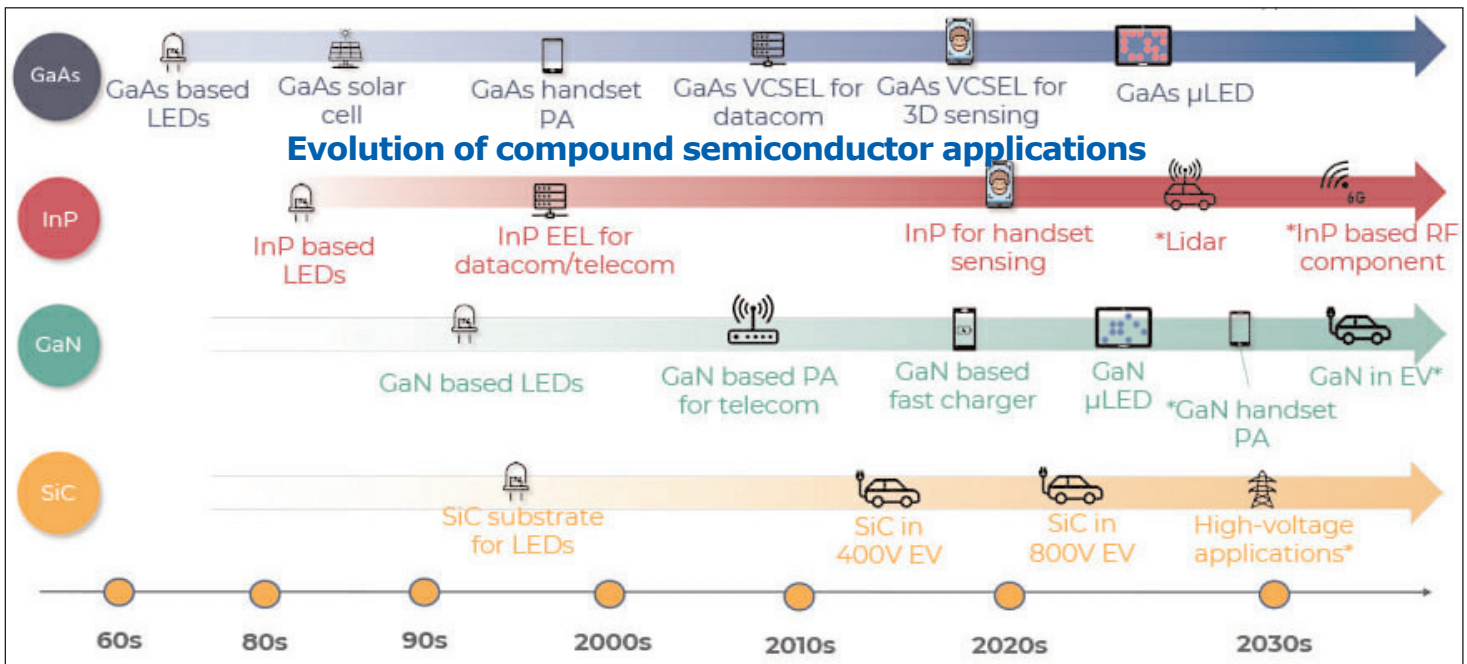 GaAs
GaAs based
LEDs
GaAs solar
cell
GaAs handset
PA
GaAs VCSEL for
datacom
GaAs VCSEL for
3D sensing
GaAs µLED
Evolution of compound semiconductor applications
InP
InP based
LEDs
InP EEL for
datacom/telecom
InP for handset
sensing
*Lidar
6G
*InP based RF
component
GaN
GaN based LEDs
GaN based PA
for telecom
GaN based
fast charger
GaN
µLED
*GaN handset
PA
GaN in EV*
SiC
SiC substrate
for LEDs
SiC in
400V EV
SiC in
800V EV
High-voltage
applications*
60s
80s
90s
2000s
2010s
2020s
2030s